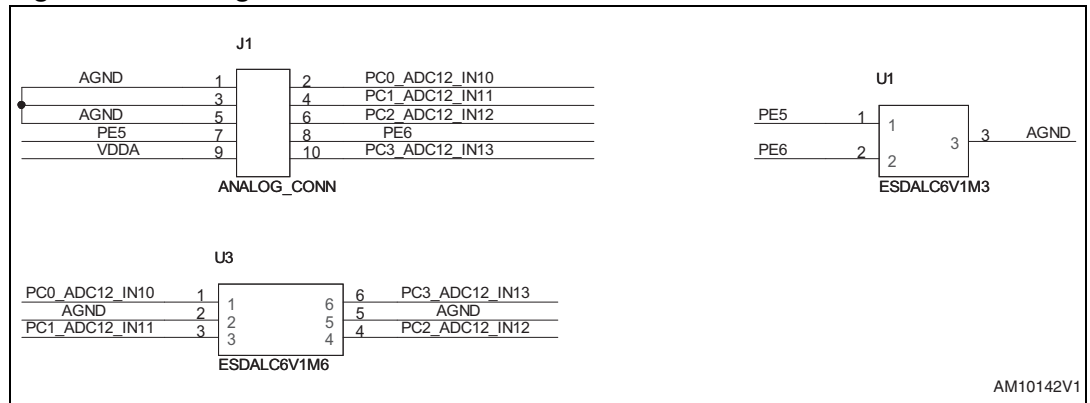 J1
AGND 1 2 PC0_ADC12_IN10
3 4 PC1_ADC12_IN11
AGND 5 6 PC2_ADC12_IN12
PE5 7 8 PE6
VDDA 9 10 PC3_ADC12_IN13
ANALOG_CONN
U1
PE5 1 1 3 3 AGND
PE6 2 2
ESDALC6V1M3
U3
PC0_ADC12_IN10 1 1 6 6 PC3_ADC12_IN13
AGND 2 2 5 5 AGND
PC1_ADC12_IN11 3 3 4 4 PC2_ADC12_IN12
ESDALC6V1M6
AM10142V1